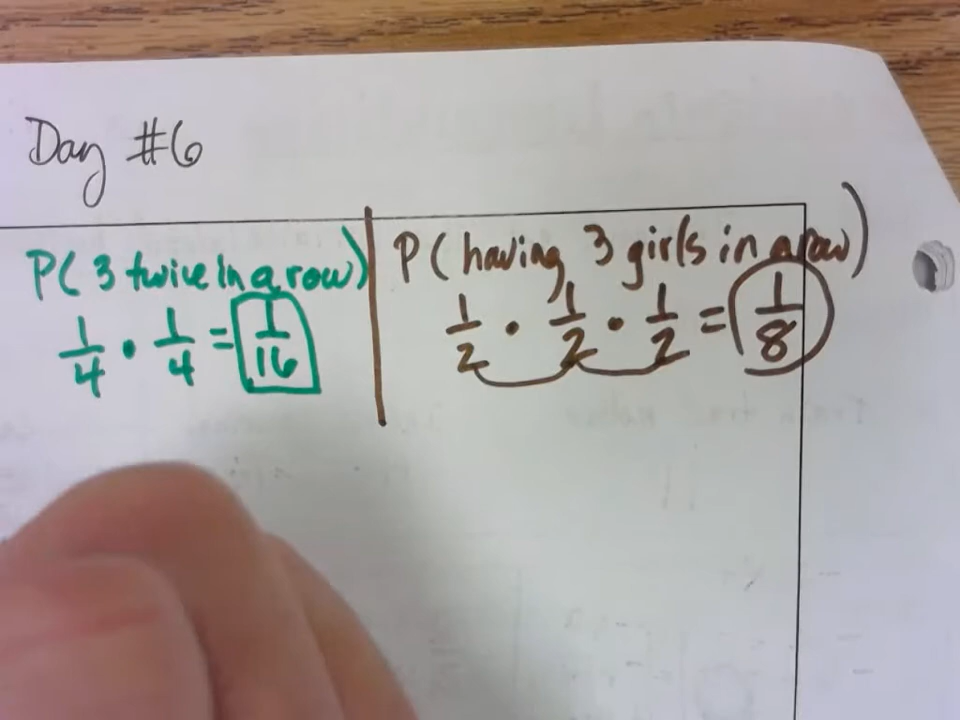 Day #6
P(3 twice in a row)
1/4 · 1/4 = 1/16
P(having 3 girls in a row)
1/2 · 1/2 · 1/2 = 1/8